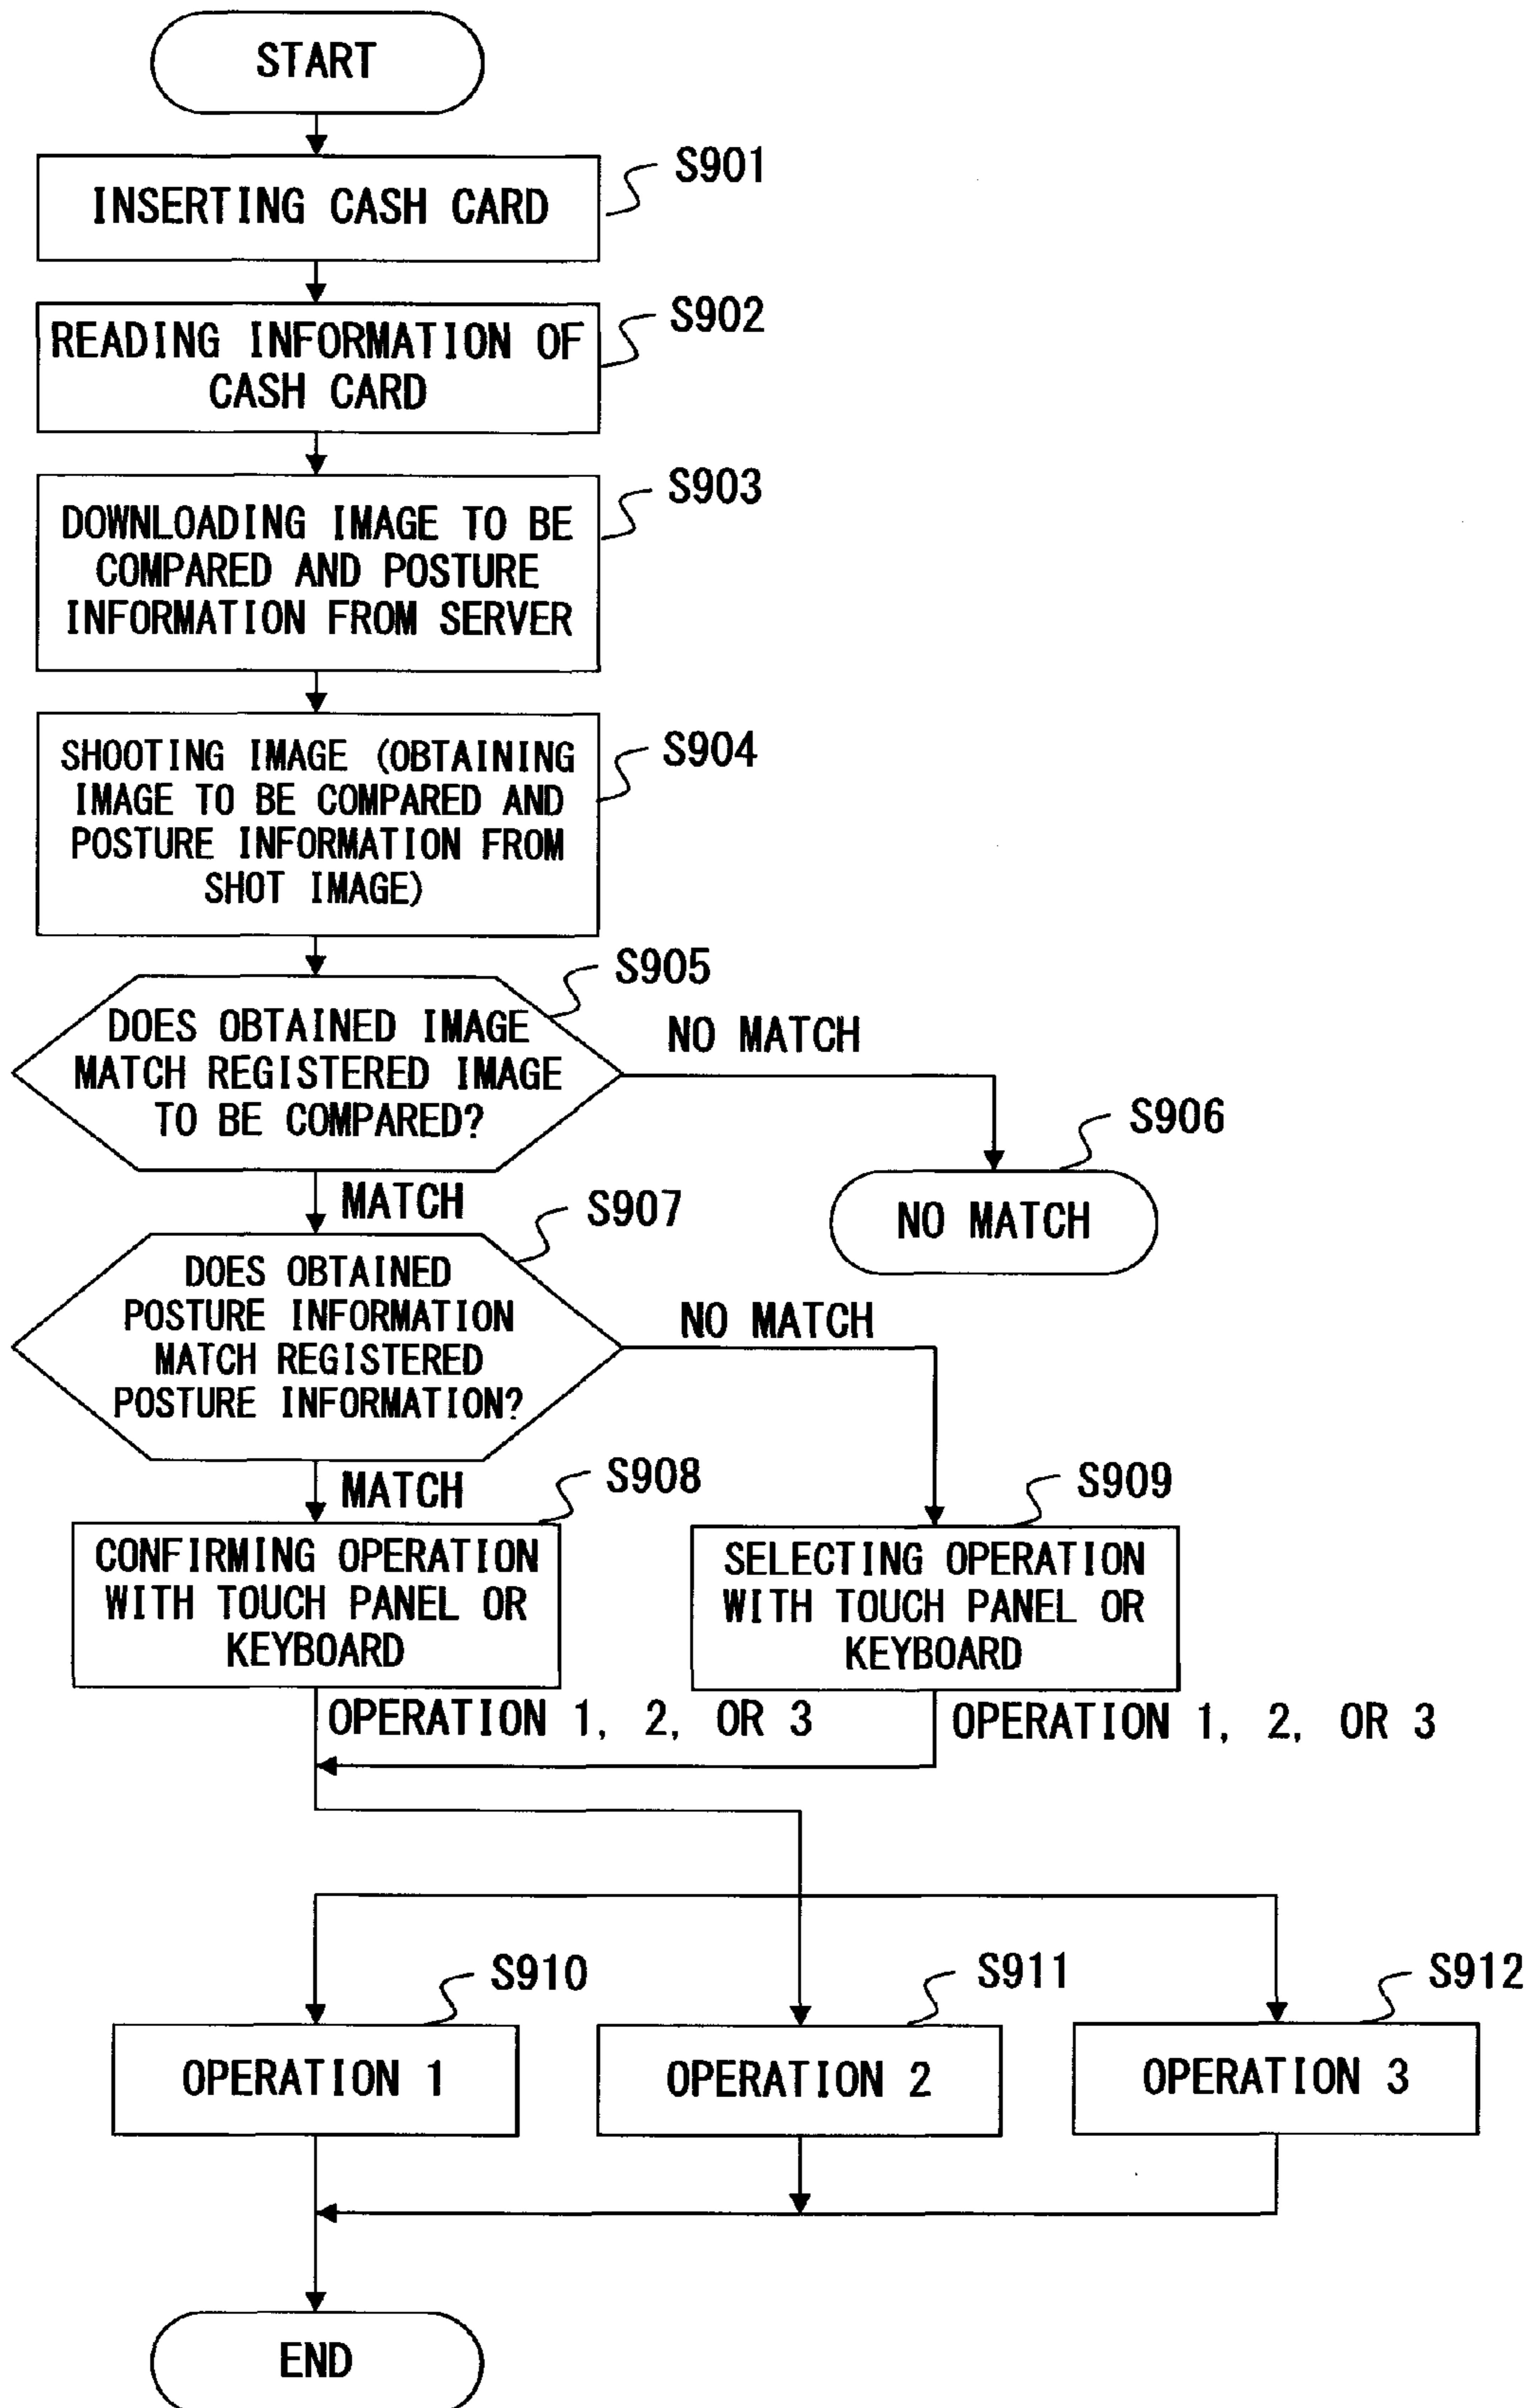 START
S901
INSERTING CASH CARD
S902
READING INFORMATION OF
CASH CARD
S903
DOWNLOADING IMAGE TO BE
COMPARED AND POSTURE
INFORMATION FROM SERVER
S904
SHOOTING IMAGE (OBTAINING
IMAGE TO BE COMPARED AND
POSTURE INFORMATION FROM
SHOT IMAGE)
S905
DOES OBTAINED IMAGE
MATCH REGISTERED IMAGE
TO BE COMPARED?
NO MATCH
S906
NO MATCH
MATCH
S907
DOES OBTAINED
POSTURE INFORMATION
MATCH REGISTERED
POSTURE INFORMATION?
NO MATCH
MATCH
S908
CONFIRMING OPERATION
WITH TOUCH PANEL OR
KEYBOARD
S909
SELECTING OPERATION
WITH TOUCH PANEL OR
KEYBOARD
OPERATION 1, 2, OR 3
OPERATION 1, 2, OR 3
S910
OPERATION 1
S911
OPERATION 2
S912
OPERATION 3
END